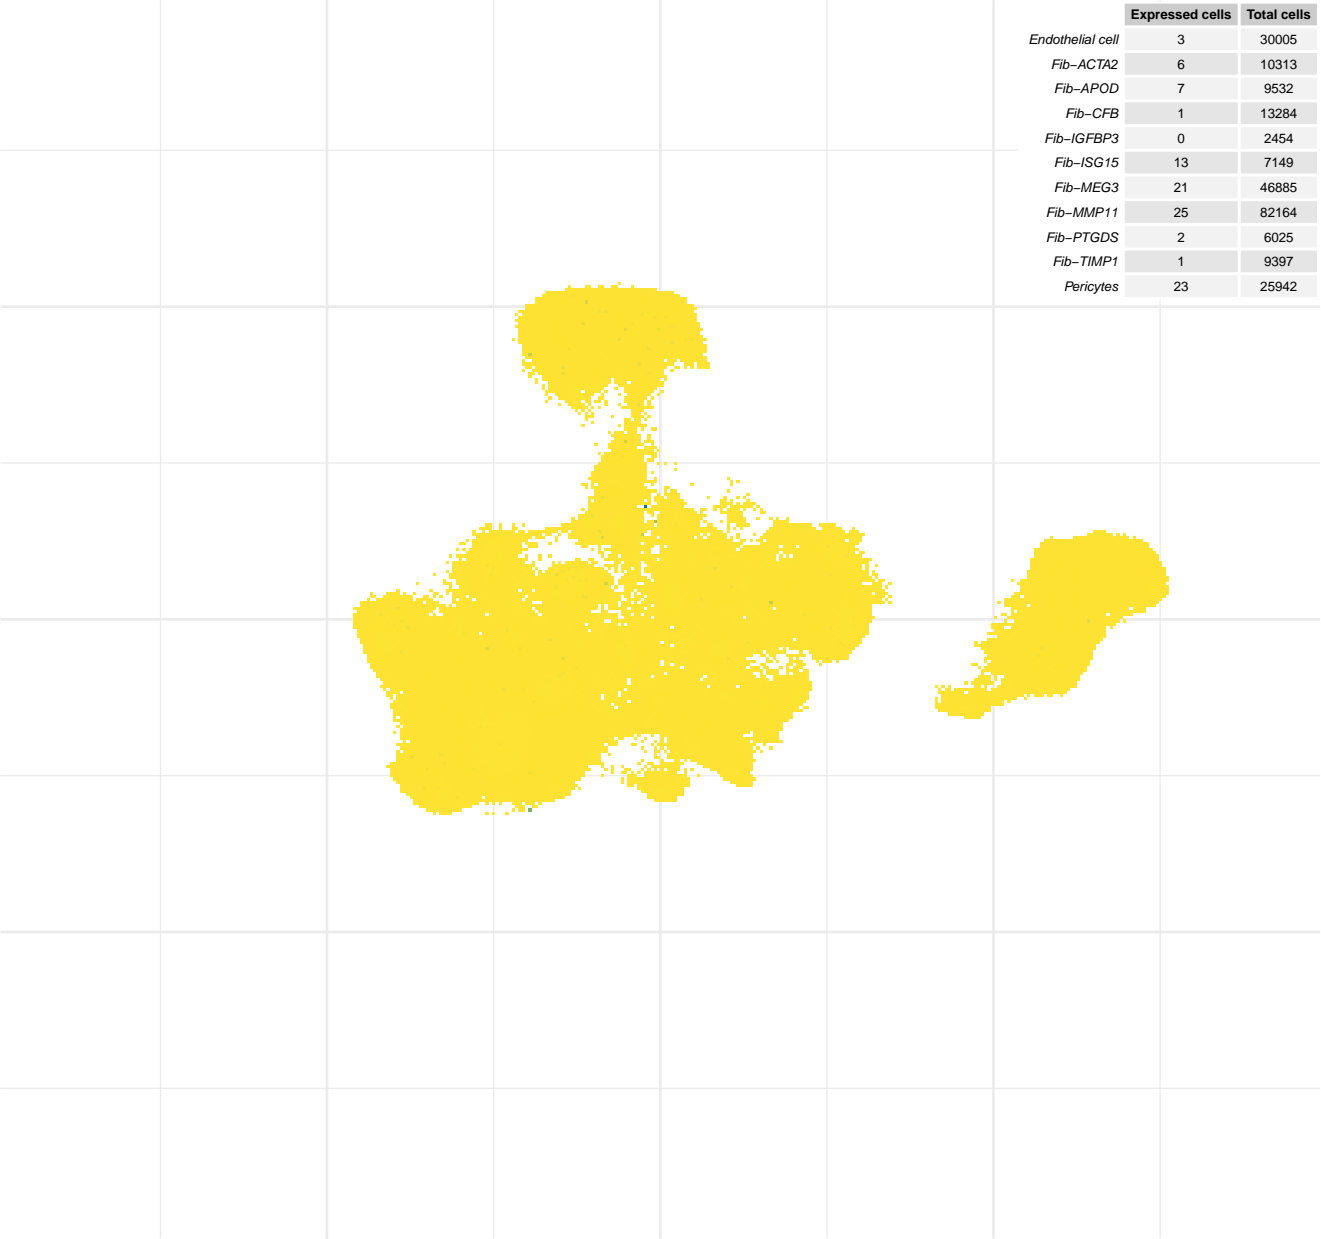 Expressed cells Total cells
Endothelial cell 3 30005
Fib−ACTA2 6 10313
Fib−APOD 7 9532
Fib−CFB 1 13284
Fib−IGFBP3 0 2454
Fib−ISG15 13 7149
Fib−MEG3 21 46885
Fib−MMP11 25 82164
Fib−PTGDS 2 6025
Fib−TIMP1 1 9397
Pericytes 23 25942